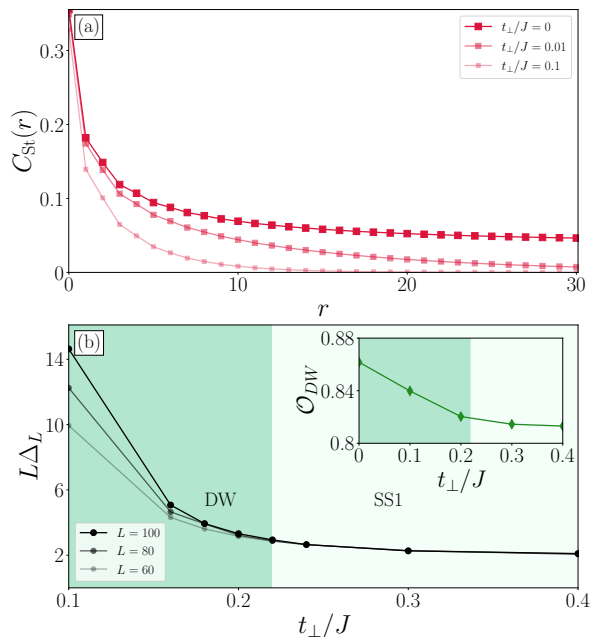 (a)
t⊥/J = 0
t⊥/J = 0.01
t⊥/J = 0.1
C_St(r)
0.3
0.2
0.1
0
0 10 20 30
r
(b)
LΔ_L
14
10
6
2
DW
SS1
L = 100
L = 80
L = 60
0.1 0.2 0.3 0.4
t⊥/J
O_DW
0.88
0.84
0.8
0 0.1 0.2 0.3 0.4
t⊥/J